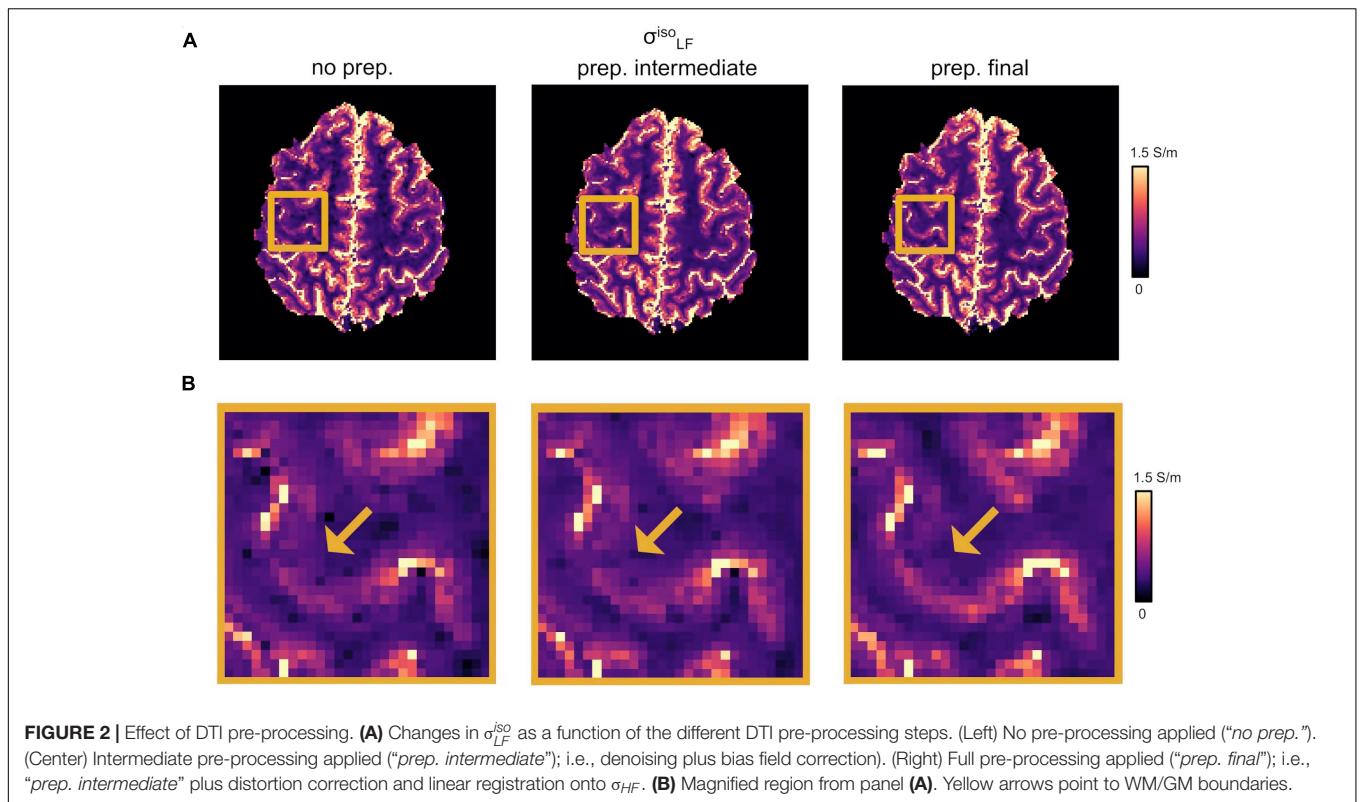 A
σ^iso_LF
no prep.
prep. intermediate
prep. final
1.5 S/m
0
B
1.5 S/m
0
FIGURE 2 | Effect of DTI pre-processing. (A) Changes in σ^iso_LF as a function of the different DTI pre-processing steps. (Left) No pre-processing applied (“no prep.”).
(Center) Intermediate pre-processing applied (“prep. intermediate”); i.e., denoising plus bias field correction). (Right) Full pre-processing applied (“prep. final”); i.e.,
“prep. intermediate” plus distortion correction and linear registration onto σ_HF. (B) Magnified region from panel (A). Yellow arrows point to WM/GM boundaries.